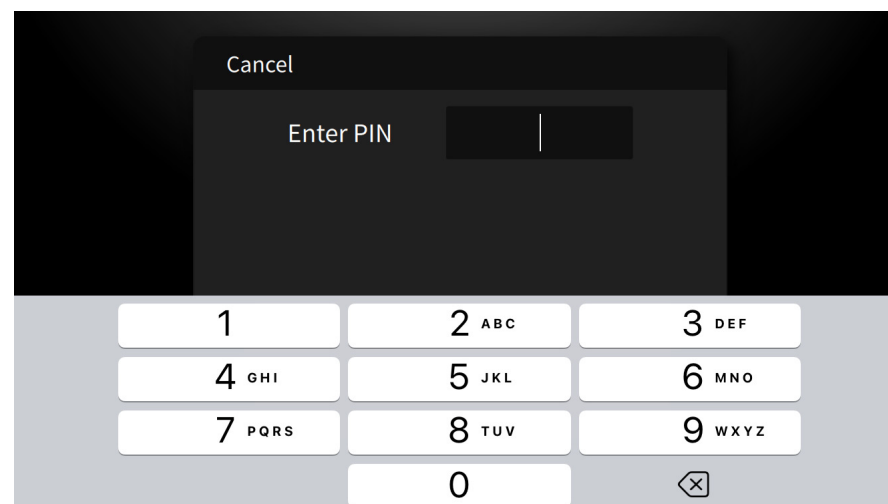 Cancel
Enter PIN
1
2 ABC
3 DEF
4 GHI
5 JKL
6 MNO
7 PQRS
8 TUV
9 WXYZ
0